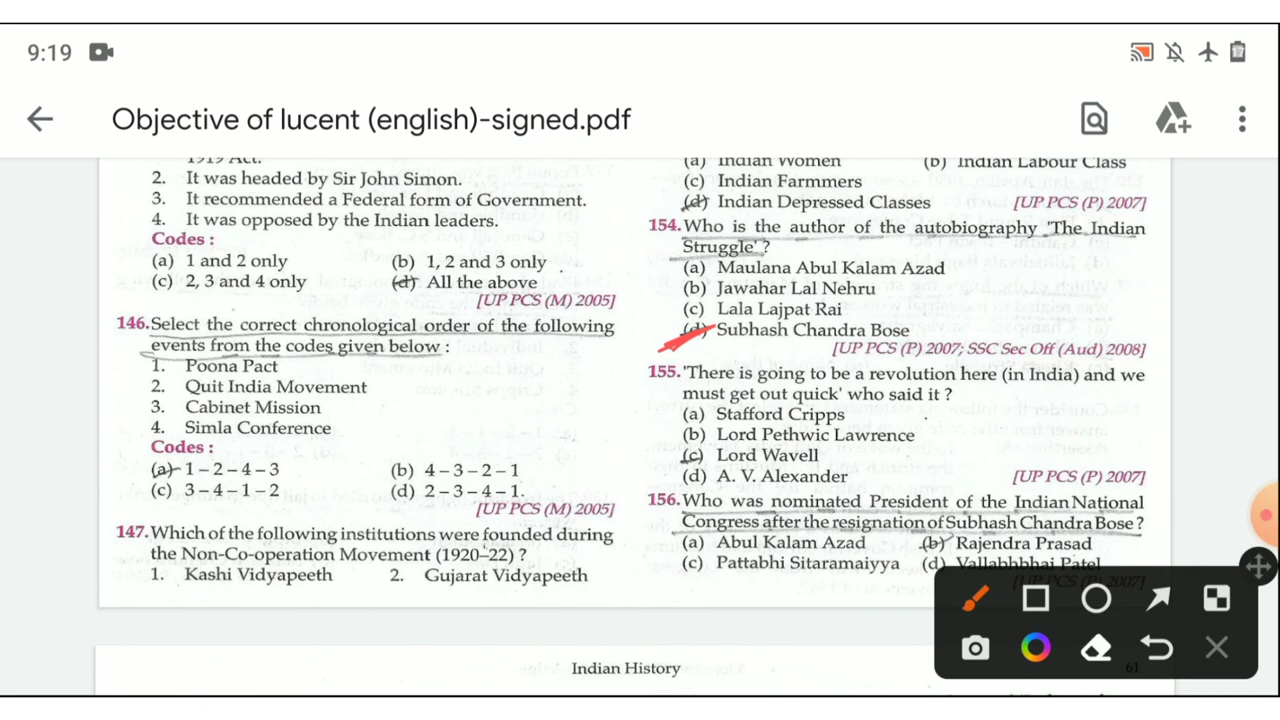 9:19
17
Objective of lucent (english)-signed.pdf
1919 Act.
2. It was headed by Sir John Simon.
3. It recommended a Federal form of Government.
4. It was opposed by the Indian leaders.
Codes :
(a) 1 and 2 only (b) 1, 2 and 3 only
(c) 2, 3 and 4 only (d) All the above
[UP PCS (M) 2005]
146. Select the correct chronological order of the following
events from the codes given below :
1. Poona Pact
2. Quit India Movement
3. Cabinet Mission
4. Simla Conference
Codes :
(a) 1 – 2 – 4 – 3 (b) 4 – 3 – 2 – 1
(c) 3 – 4 – 1 – 2 (d) 2 – 3 – 4 – 1
[UP PCS (M) 2005]
147. Which of the following institutions were founded during
the Non-Co-operation Movement (1920–22) ?
1. Kashi Vidyapeeth 2. Gujarat Vidyapeeth
(a) Indian Women (b) Indian Labour Class
(c) Indian Farmmers
(d) Indian Depressed Classes [UP PCS (P) 2007]
154. Who is the author of the autobiography 'The Indian
Struggle' ?
(a) Maulana Abul Kalam Azad
(b) Jawahar Lal Nehru
(c) Lala Lajpat Rai
(d) Subhash Chandra Bose
[UP PCS (P) 2007; SSC Sec Off (Aud) 2008]
155. 'There is going to be a revolution here (in India) and we
must get out quick' who said it ?
(a) Stafford Cripps
(b) Lord Pethwic Lawrence
(c) Lord Wavell
(d) A. V. Alexander [UP PCS (P) 2007]
156. Who was nominated President of the Indian National
Congress after the resignation of Subhash Chandra Bose ?
(a) Abul Kalam Azad (b) Rajendra Prasad
(c) Pattabhi Sitaramaiyya (d) Vallabhbhai Patel
[UP PCS (P) 2007]
Indian History 61